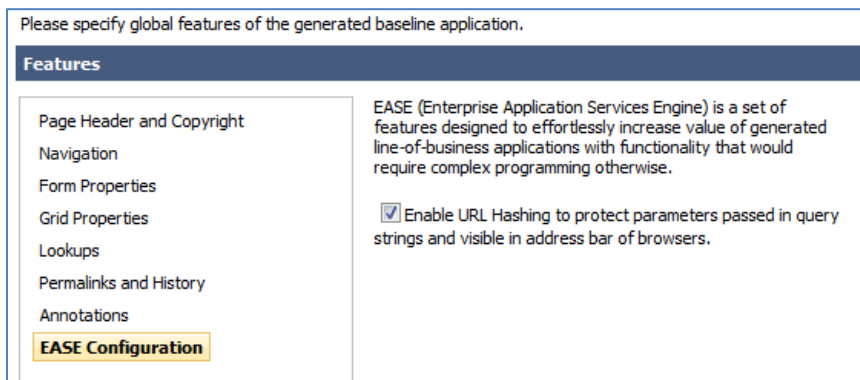 Please specify global features of the generated baseline application.
Features
Page Header and Copyright
Navigation
Form Properties
Grid Properties
Lookups
Permalinks and History
Annotations
EASE Configuration
EASE (Enterprise Application Services Engine) is a set of
features designed to effortlessly increase value of generated
line-of-business applications with functionality that would
require complex programming otherwise.
Enable URL Hashing to protect parameters passed in query
strings and visible in address bar of browsers.